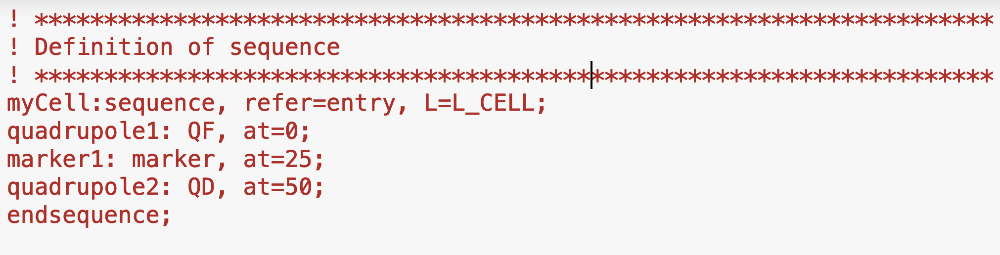 ! *********************************************************************
! Definition of sequence
! *********************************************************************
myCell:sequence, refer=entry, L=L_CELL;
quadrupole1: QF, at=0;
marker1: marker, at=25;
quadrupole2: QD, at=50;
endsequence;